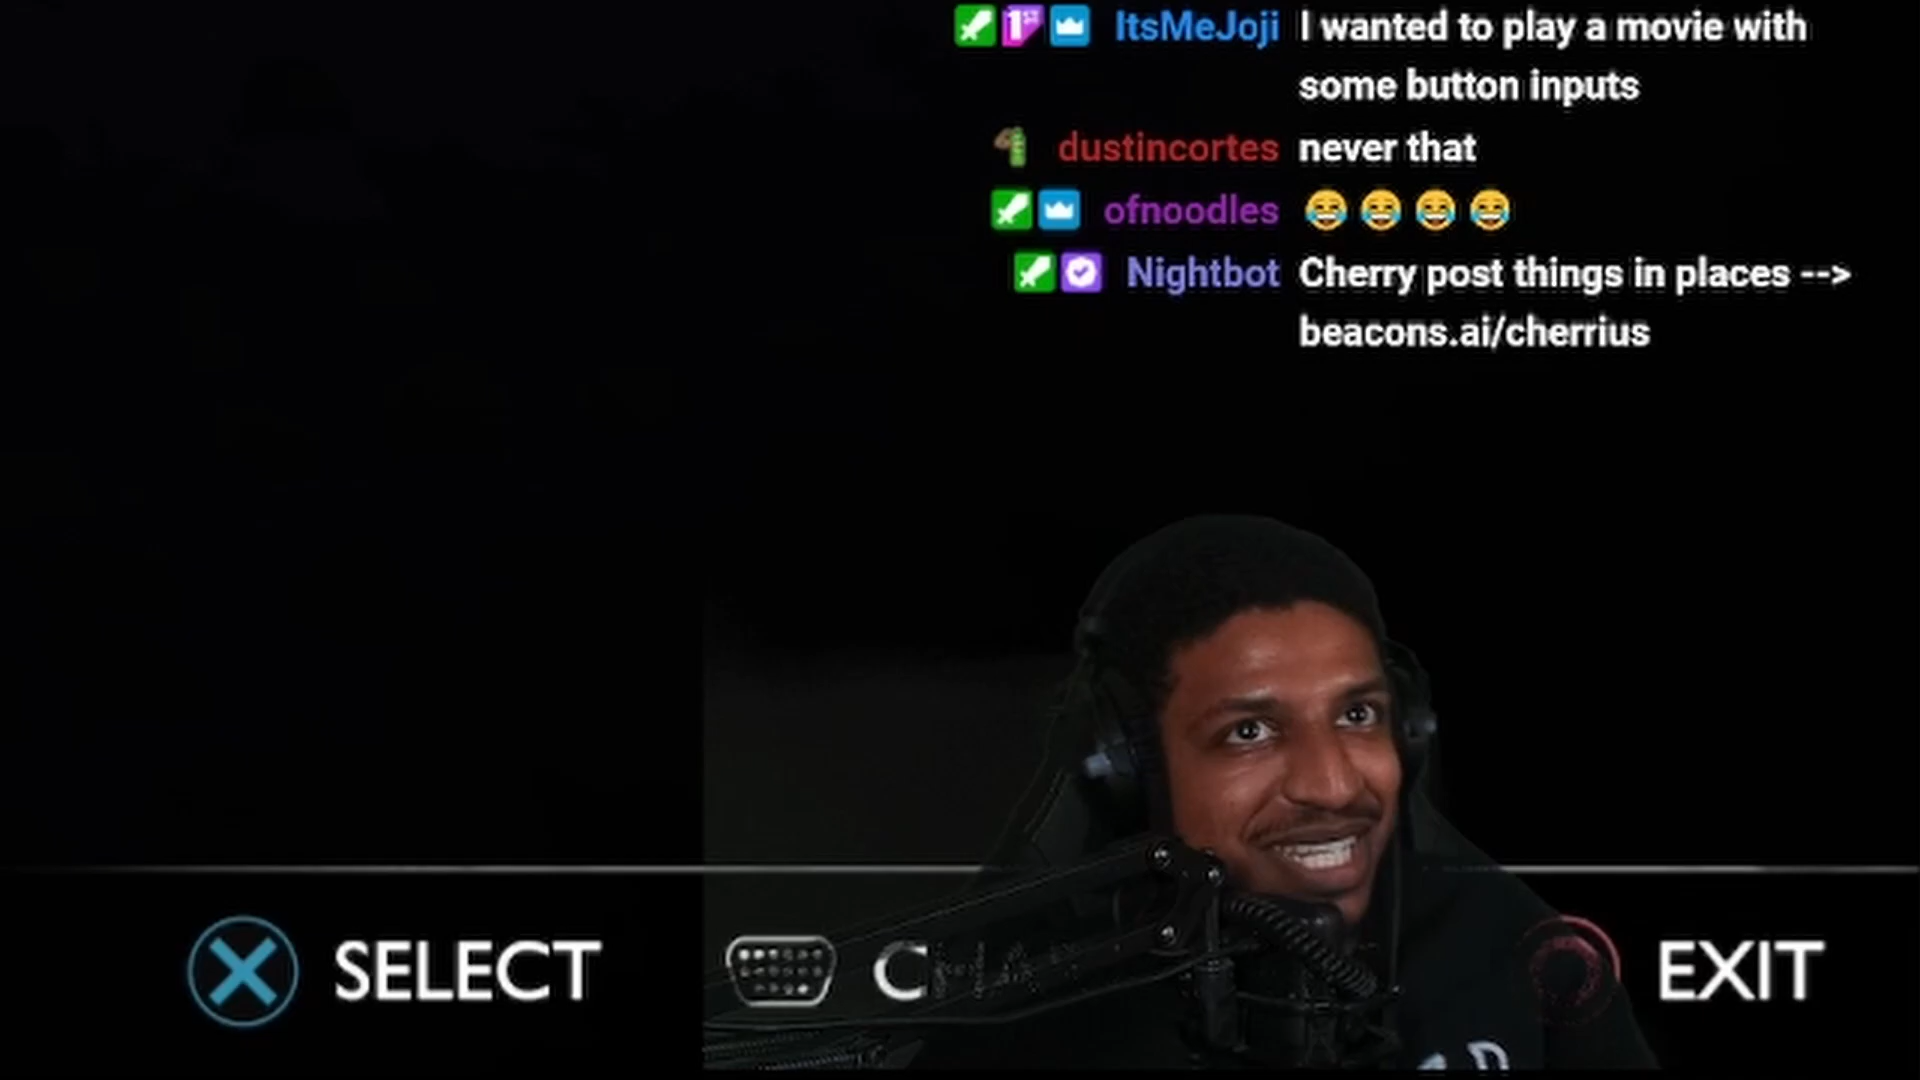 ItsMeJoji I wanted to play a movie with
some button inputs
dustincortes never that
ofnoodles 😂 😂 😂 😂
Nightbot Cherry post things in places -->
beacons.ai/cherrius
SELECT
EXIT